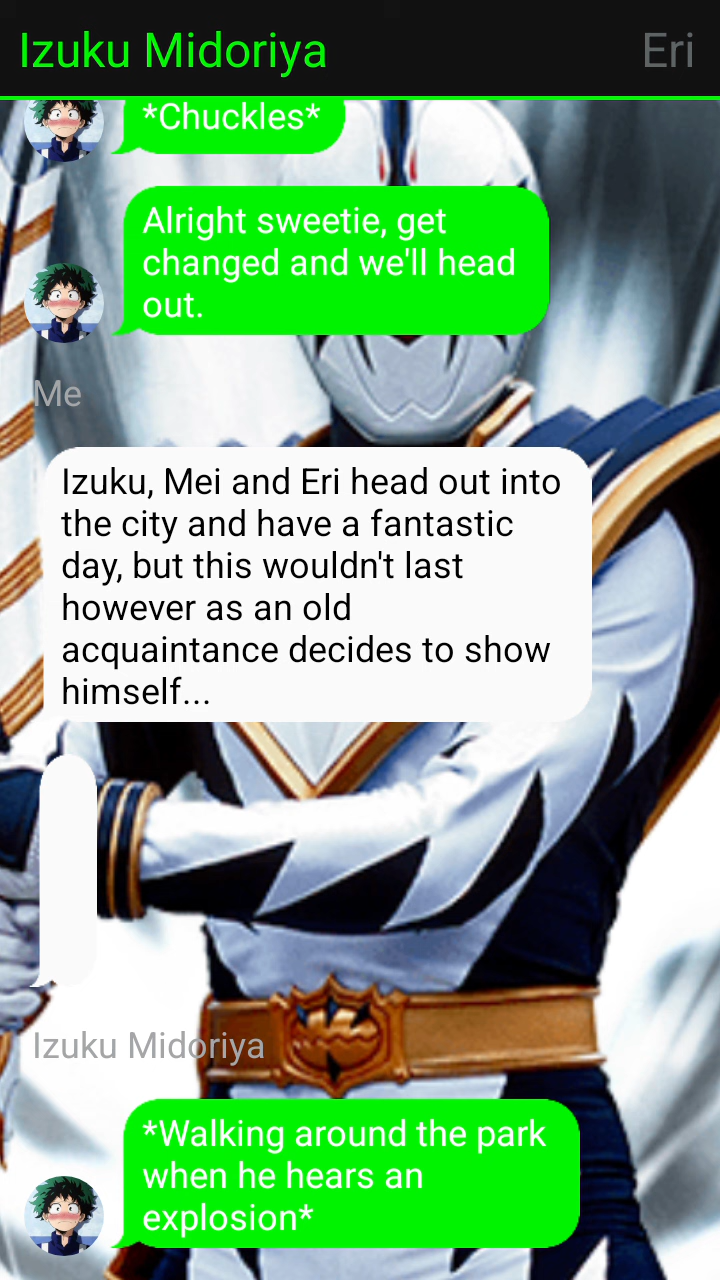 Izuku Midoriya
Eri
*Chuckles*
Alright sweetie, get
changed and we'll head
out.
Me
Izuku, Mei and Eri head out into
the city and have a fantastic
day, but this wouldn't last
however as an old
acquaintance decides to show
himself...
Izuku Midoriya
*Walking around the park
when he hears an
explosion*